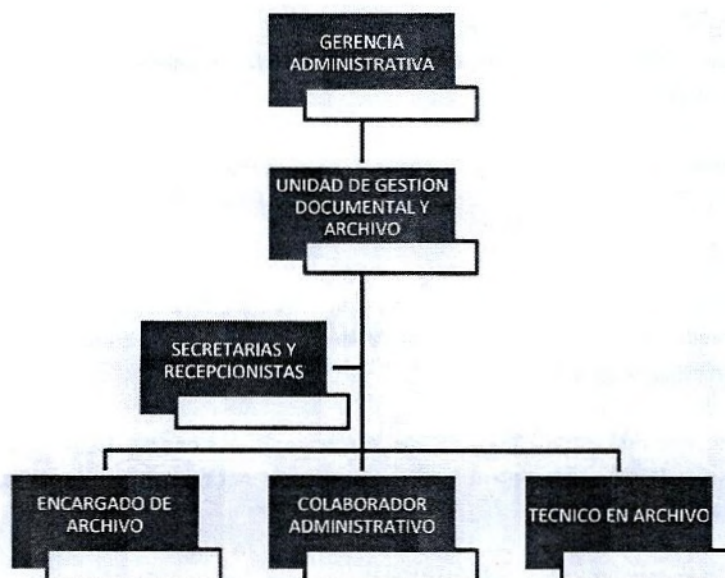 GERENCIA
ADMINISTRATIVA
UNIDAD DE GESTION
DOCUMENTAL Y
ARCHIVO
SECRETARIAS Y
RECEPCIONISTAS
ENCARGADO DE
ARCHIVO
COLABORADOR
ADMINISTRATIVO
TECNICO EN ARCHIVO